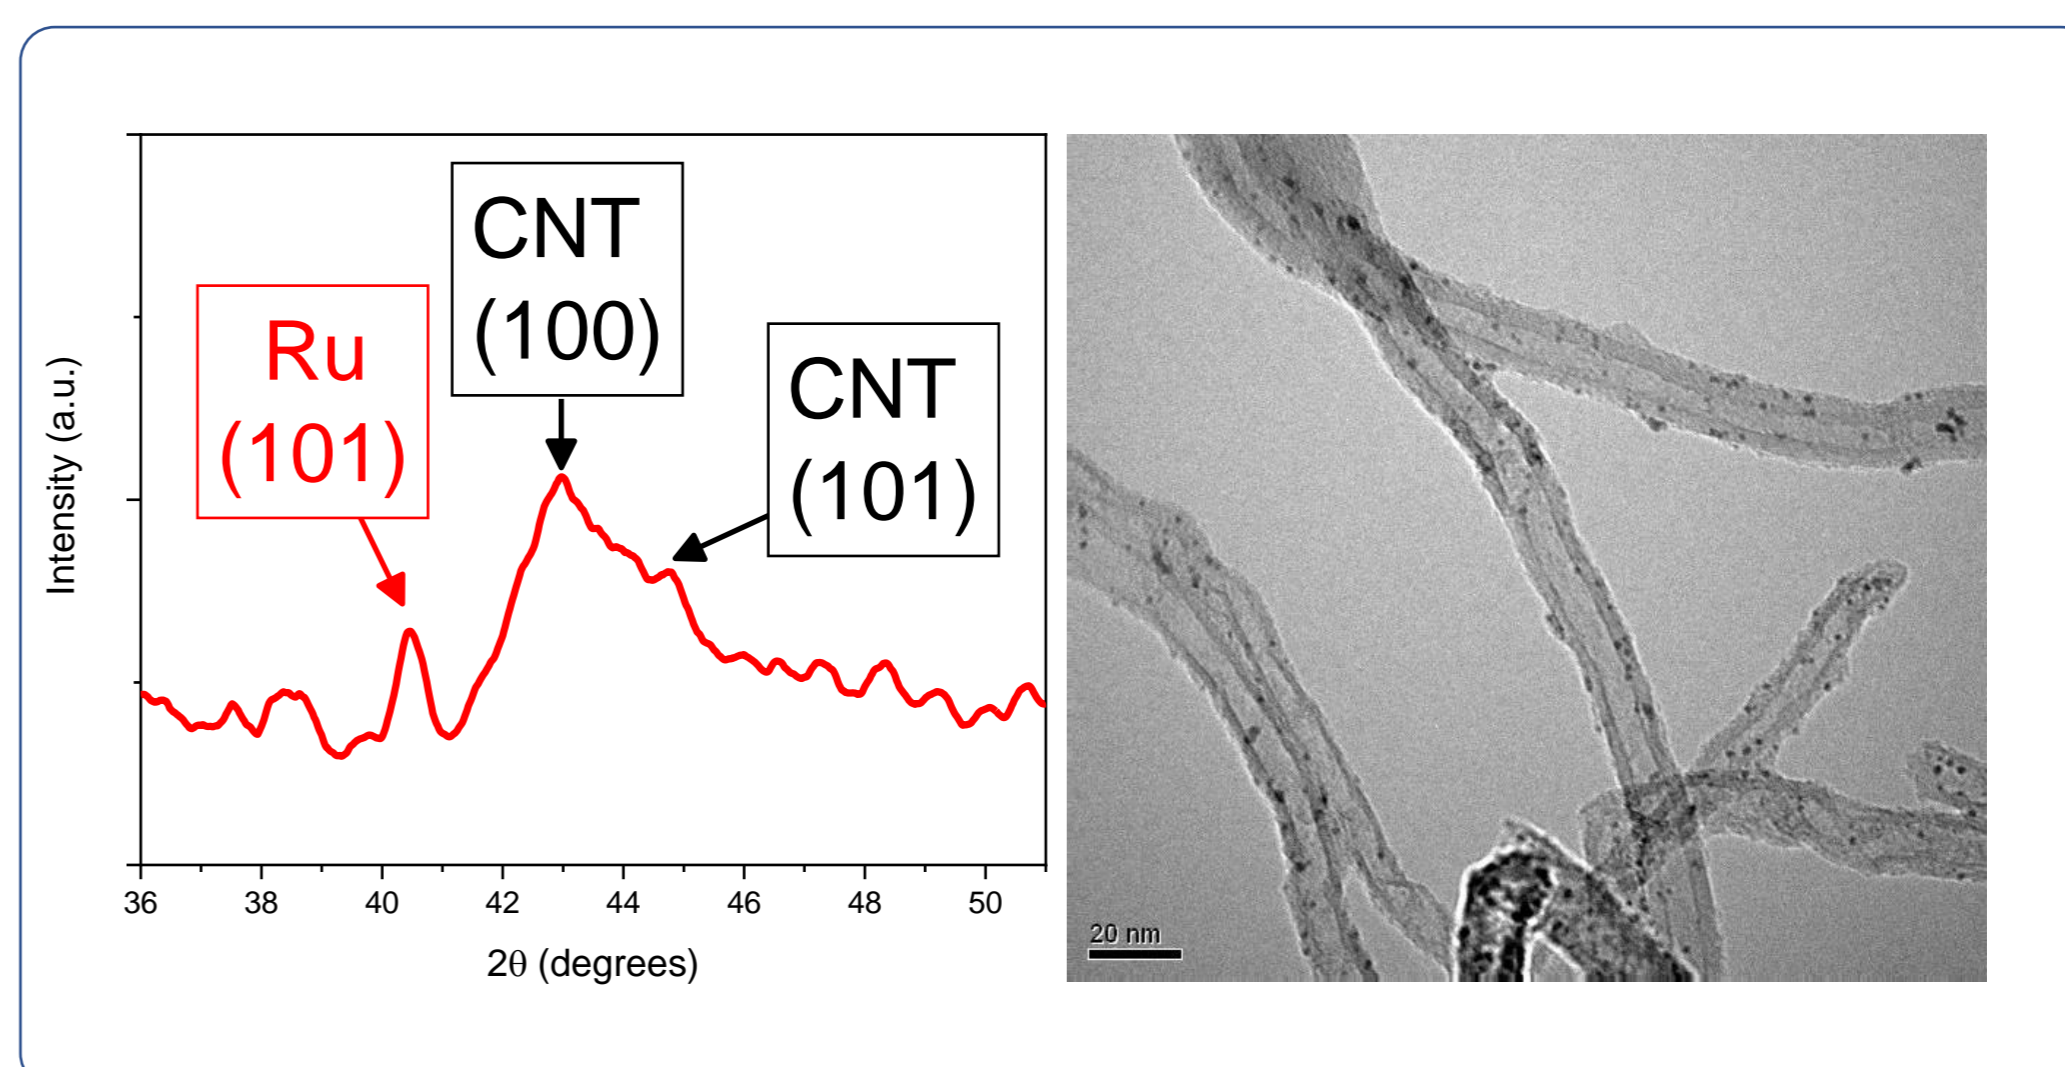 CNT
(100)
Ru
(101)
CNT
(101)
Intensity (a.u.)
36 38 40 42 44 46 48 50
2θ (degrees)
20 nm